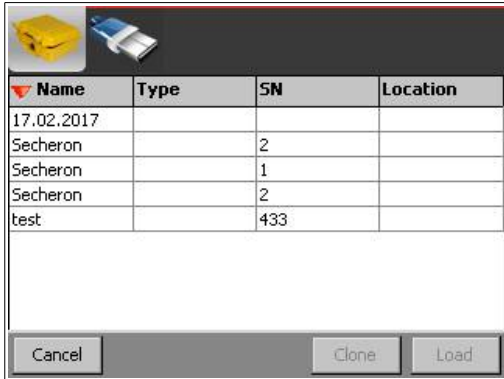 Name Type SN Location
17.02.2017
Secheron 2
Secheron 1
Secheron 2
test 433
Cancel Clone Load